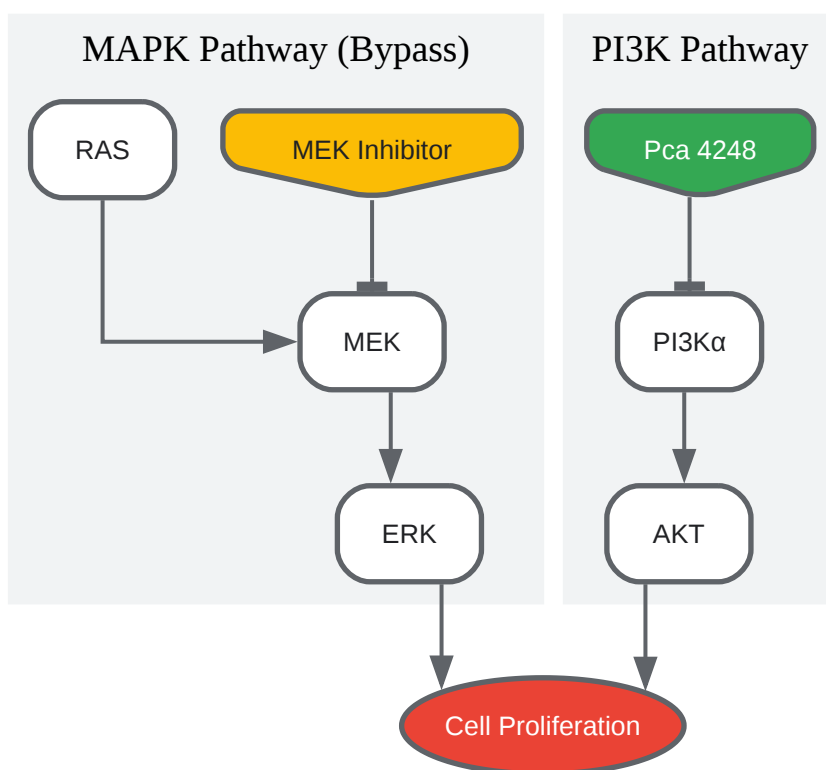 MAPK Pathway (Bypass)
PI3K Pathway
RAS
MEK Inhibitor
Pca 4248
MEK
PI3Kα
ERK
AKT
Cell Proliferation